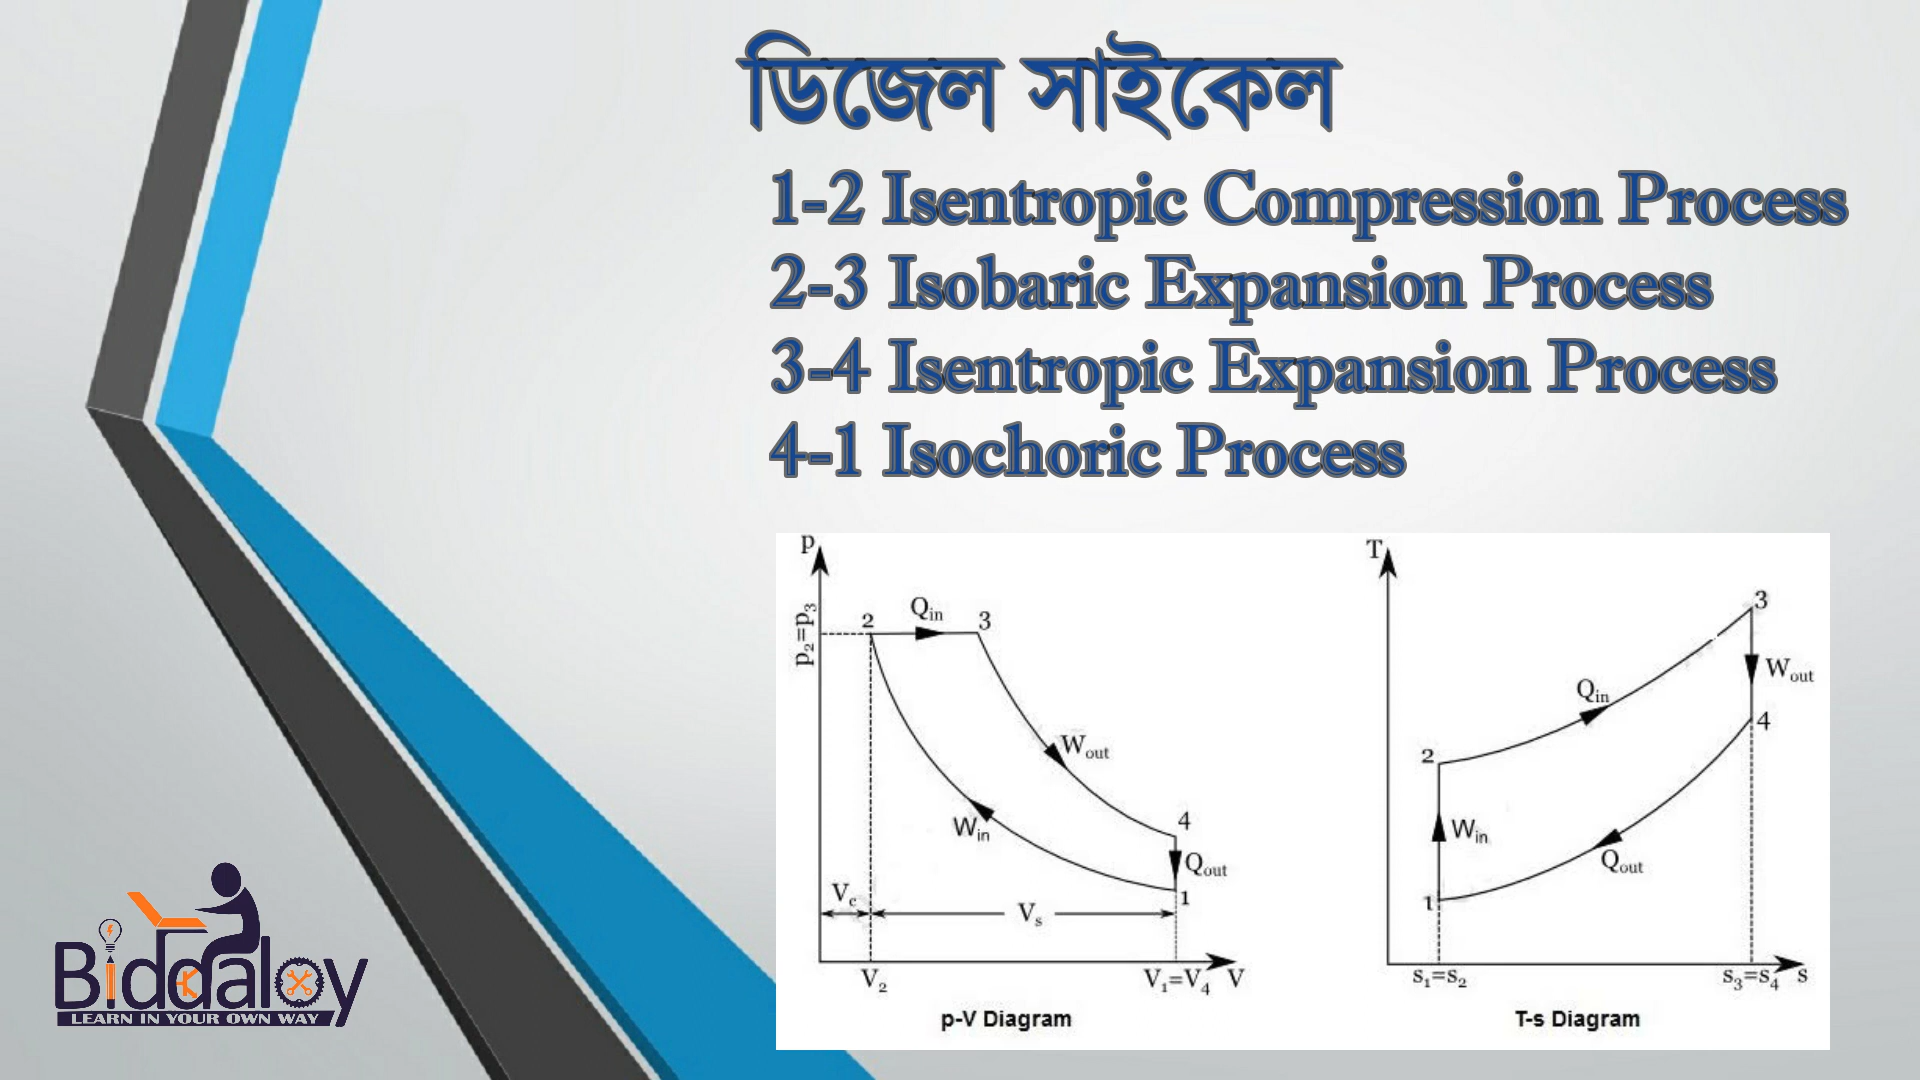 ডিজেল সাইকেল
1-2 Isentropic Compression Process
2-3 Isobaric Expansion Process
3-4 Isentropic Expansion Process
4-1 Isochoric Process
p
p₂=p₃
2
Qin
3
Wout
Win
4
Qout
1
Vc
Vs
V₂
V₁=V₄
V
p-V Diagram
T
3
Wout
Qin
4
2
Win
Qout
1
s₁=s₂
s₃=s₄
s
T-s Diagram
Biddaloy
LEARN IN YOUR OWN WAY